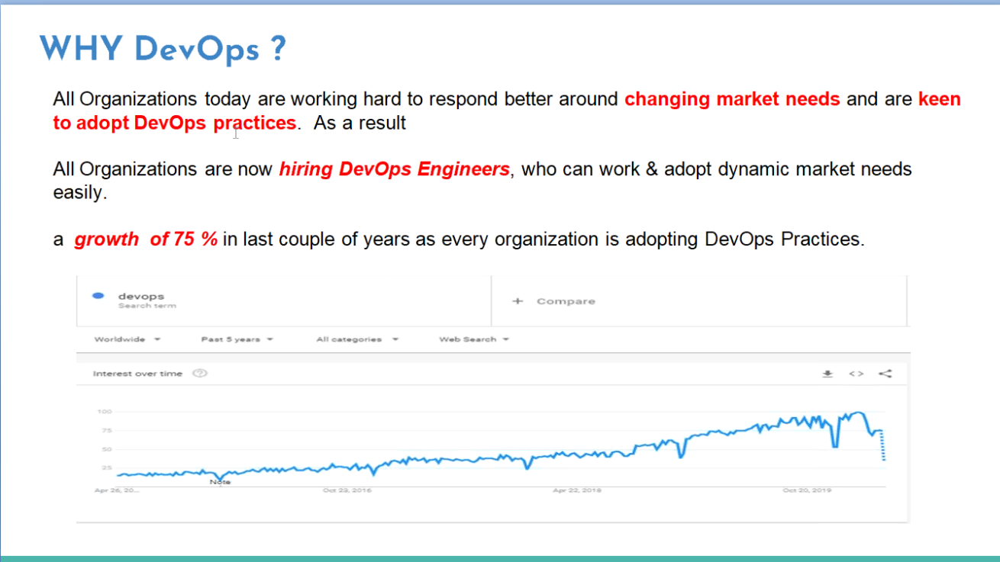 WHY DevOps ?
All Organizations today are working hard to respond better around changing market needs and are keen
to adopt DevOps practices. As a result
All Organizations are now hiring DevOps Engineers, who can work & adopt dynamic market needs
easily.
a growth of 75 % in last couple of years as every organization is adopting DevOps Practices.
devops
Search term
+ Compare
Worldwide Past 5 years All categories Web Search
Interest over time ?
100
75
50
25
Note
Apr 26, 20... Oct 23, 2016 Apr 22, 2018 Oct 20, 2019